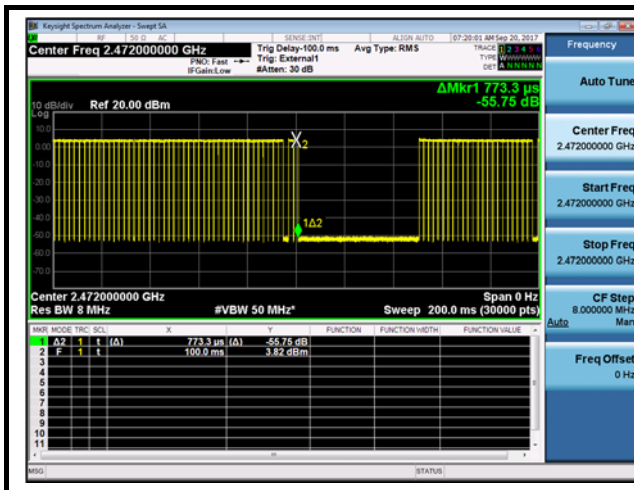 Keysight Spectrum Analyzer - Swept SA
RF 50 Ω AC SENSE:INT ALIGN AUTO 07:20:01 AM Sep 20, 2017
Center Freq 2.472000000 GHz
PNO: Fast
IFGain:Low
Trig Delay-100.0 ms
Trig: External1
#Atten: 30 dB
Avg Type: RMS
TRACE 1 2 3 4 5 6
TYPE WWWWWW
DET A N N N N N
ΔMkr1 773.3 µs
-55.75 dB
10 dB/div Ref 20.00 dBm
Log
10.0
0.00
-10.0
-20.0
-30.0
-40.0
-50.0
-60.0
-70.0
X2
1Δ2
Center 2.472000000 GHz Span 0 Hz
Res BW 8 MHz #VBW 50 MHz* Sweep 200.0 ms (30000 pts)
MKR MODE TRC SCL X Y FUNCTION FUNCTION WIDTH FUNCTION VALUE
1 Δ2 1 t (Δ) 773.3 µs (Δ) -55.75 dB
2 F 1 t 100.0 ms 3.82 dBm
3
4
5
6
7
8
9
10
11
MSG STATUS
Frequency
Auto Tune
Center Freq
2.472000000 GHz
Start Freq
2.472000000 GHz
Stop Freq
2.472000000 GHz
CF Step
8.000000 MHz
Auto Man
Freq Offset
0 Hz